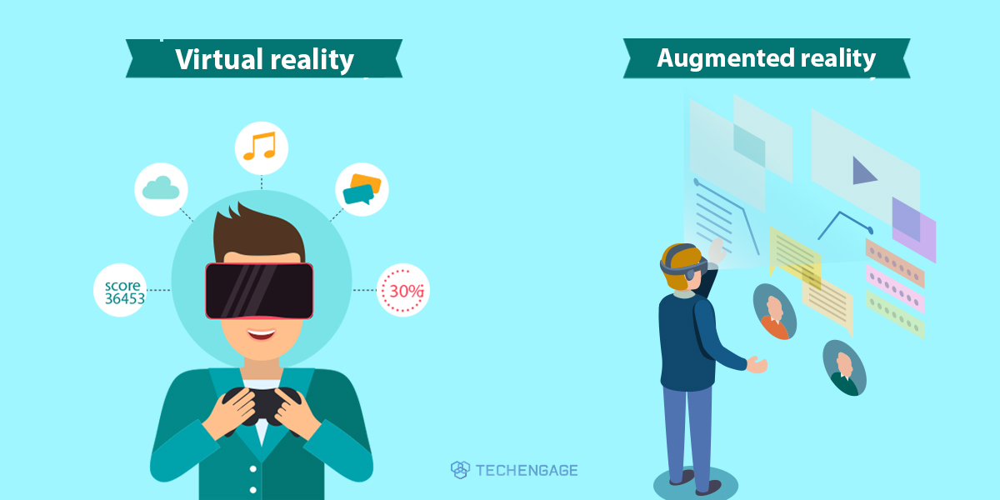 Virtual reality
Augmented reality
score
36453
30%
TECHENGAGE